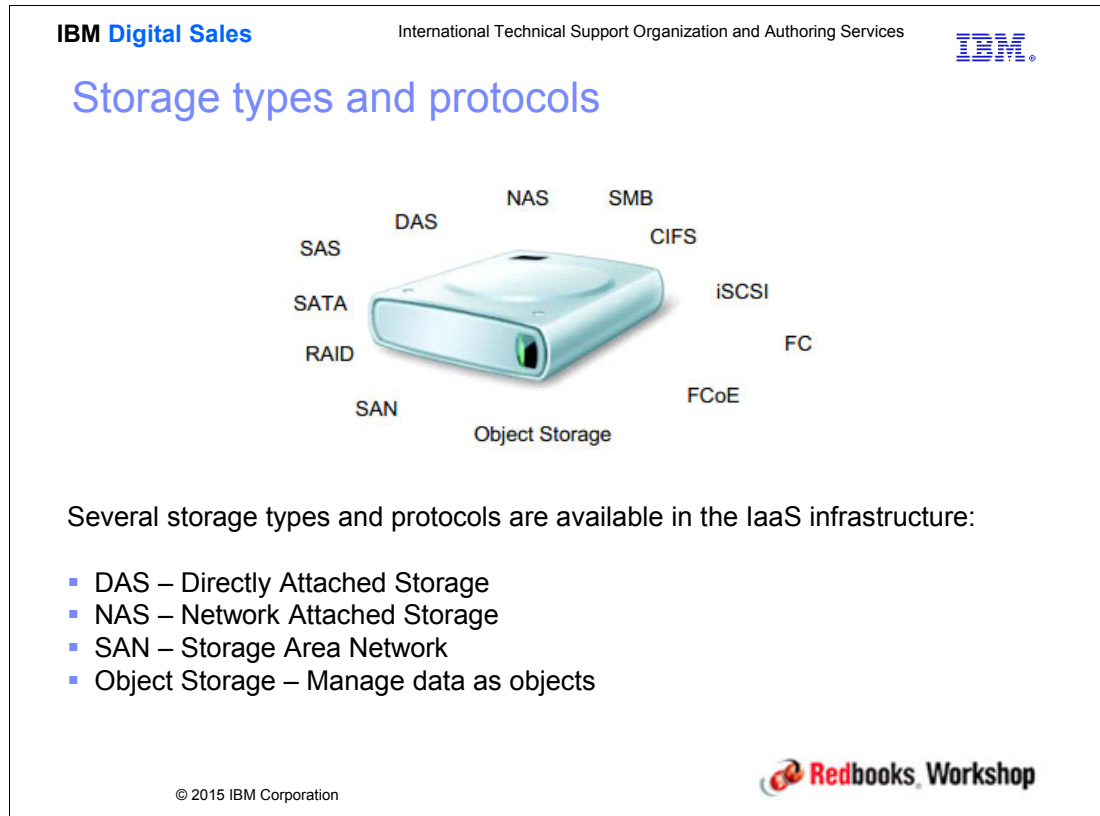 IBM Digital Sales
International Technical Support Organization and Authoring Services
IBM®
Storage types and protocols
NAS
SMB
DAS
CIFS
SAS
iSCSI
SATA
FC
RAID
FCoE
SAN
Object Storage
Several storage types and protocols are available in the IaaS infrastructure:
▪ DAS – Directly Attached Storage
▪ NAS – Network Attached Storage
▪ SAN – Storage Area Network
▪ Object Storage – Manage data as objects
Redbooks® Workshop
© 2015 IBM Corporation